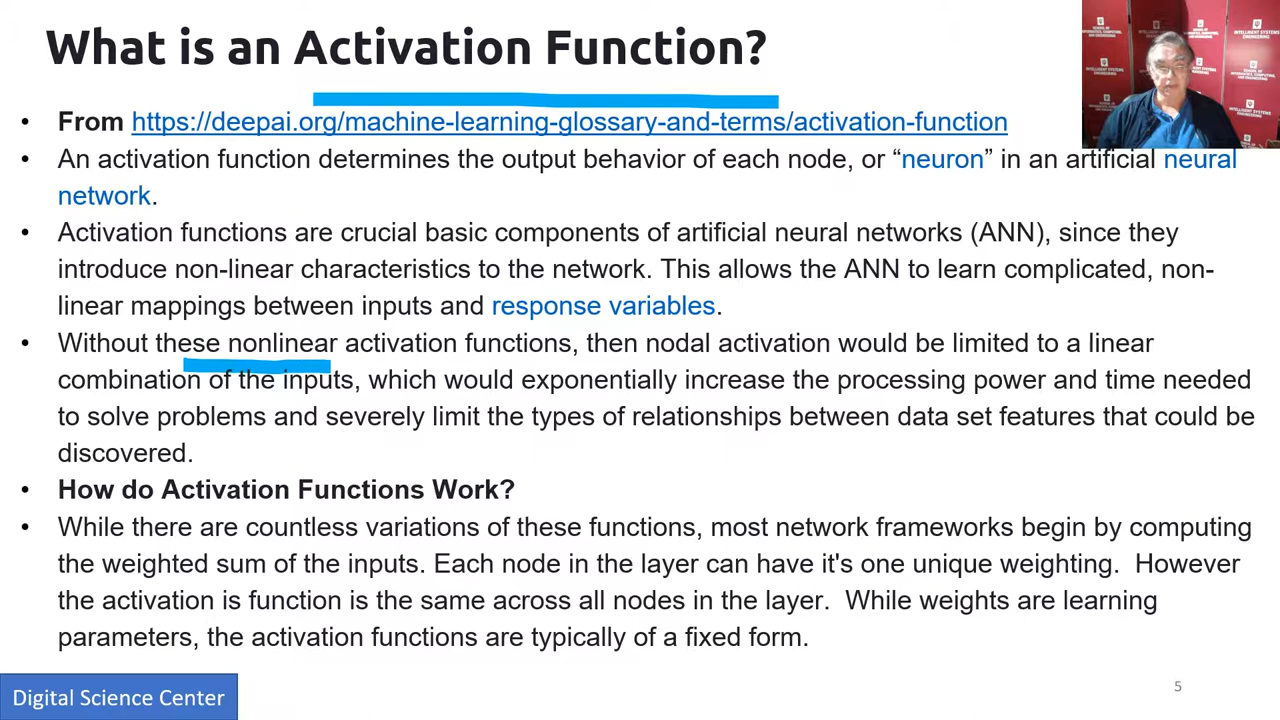 What is an Activation Function?
• From https://deepai.org/machine-learning-glossary-and-terms/activation-function
• An activation function determines the output behavior of each node, or “neuron” in an artificial neural
network.
• Activation functions are crucial basic components of artificial neural networks (ANN), since they
introduce non-linear characteristics to the network. This allows the ANN to learn complicated, non-
linear mappings between inputs and response variables.
• Without these nonlinear activation functions, then nodal activation would be limited to a linear
combination of the inputs, which would exponentially increase the processing power and time needed
to solve problems and severely limit the types of relationships between data set features that could be
discovered.
• How do Activation Functions Work?
• While there are countless variations of these functions, most network frameworks begin by computing
the weighted sum of the inputs. Each node in the layer can have it's one unique weighting.  However
the activation is function is the same across all nodes in the layer.  While weights are learning
parameters, the activation functions are typically of a fixed form.
Digital Science Center
5
INTELLIGENT SYSTEMS
ENGINEERING